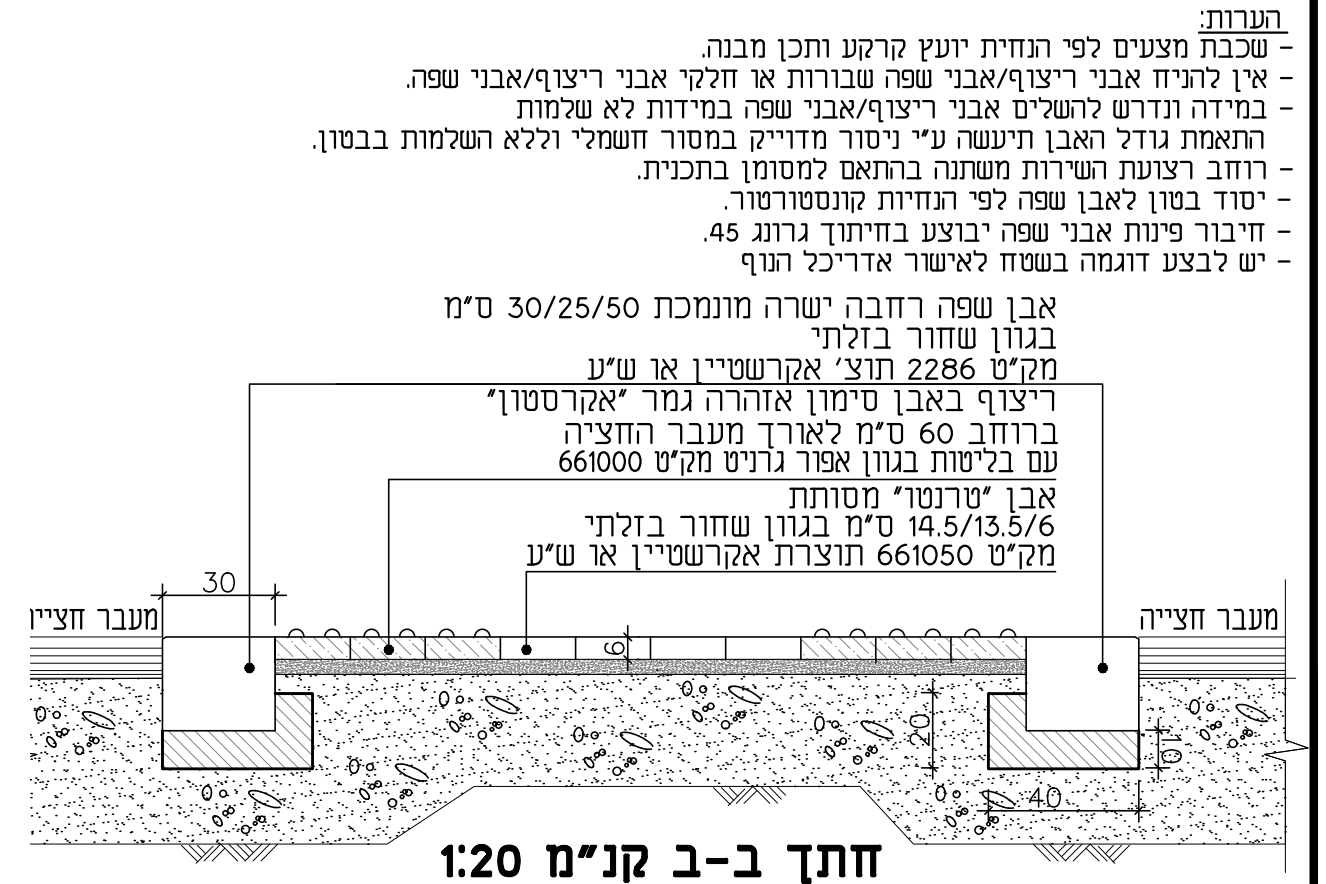 הערות:
- שכבת מצעים לפי הנחית יועץ קרקע ותכן מבנה.
- אין להניח אבני ריצוף/אבני שפה שבורות או חלקי אבני ריצוף/אבני שפה.
- במידה ונדרש להשלים אבני ריצוף/אבני שפה במידות לא שלמות
התאמת גודל האבן תיעשה ע״י ניסור מדוייק במסור חשמלי וללא השלמות בבטון.
- רוחב רצועת השירות משתנה בהתאם למסומן בתכנית.
- יסוד בטון לאבן שפה לפי הנחיות קונסטורטור.
- חיבור פינות אבני שפה יבוצע בחיתוך גרונג 45.
- יש לבצע דוגמה בשטח לאישור אדריכל הנוף
אבן שפה רחבה ישרה מונמכת 30/25/50 ס״מ
בגוון שחור בזלתי
מק״ט 2286 תוצ׳ אקרשטיין או ש״ע
ריצוף באבן סימון אזהרה גמר ״אקרסטון״
ברוחב 60 ס״מ לאורך מעבר החציה
עם בליטות בגוון אפור גרניט מק״ט 661000
אבן ״טרנטו״ מסותת
14.5/13.5/6 ס״מ בגוון שחור בזלתי
מק״ט 661050 תוצרת אקרשטיין או ש״ע
30
מעבר חצייה
מעבר חציי
6
20
10
40
חתך ב-ב קנ״מ 1:20